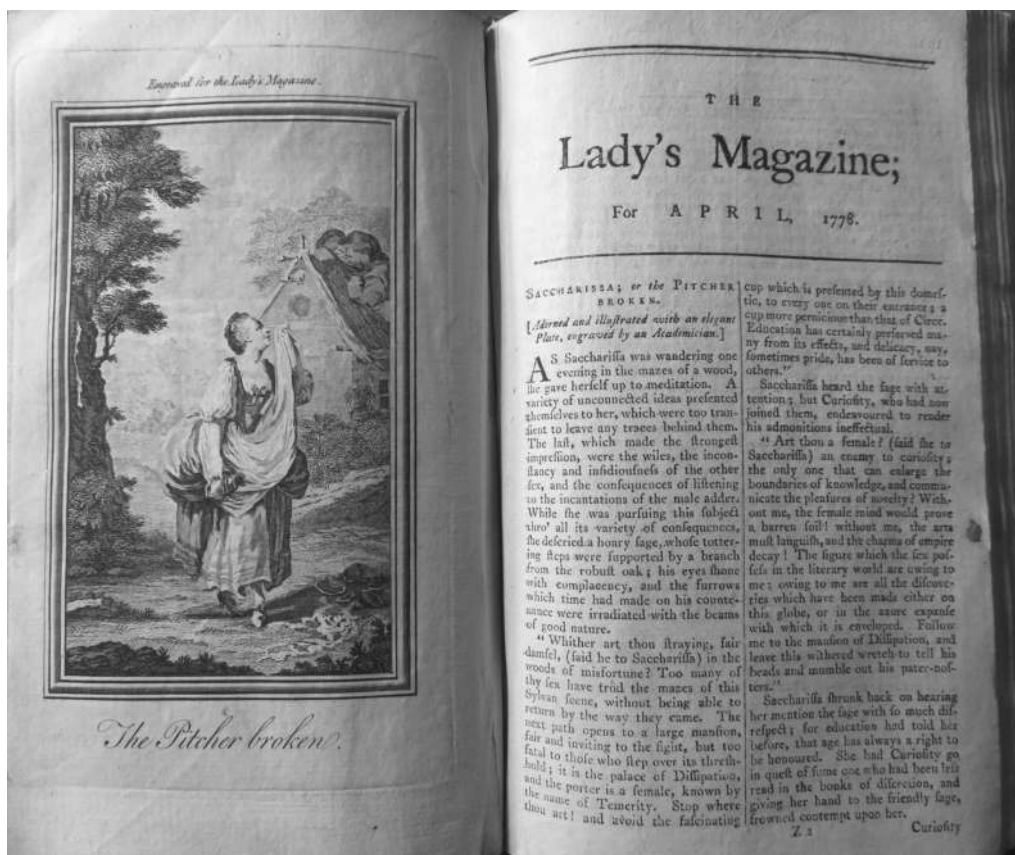 Engraved for the Lady's Magazine.
The Pitcher broken.
THE
Lady's Magazine;
For APRIL, 1778.
SACCHARISSA; or the PITCHER
BROKEN.
[Adorned and illustrated with an elegant
Plate, engraved by an Academician.]
AS Sacchariſſa was wandering one
evening in the mazes of a wood,
ſhe gave herſelf up to meditation. A
variety of unconnected ideas preſented
themſelves to her, which were too tran-
ſient to leave any traces behind them.
The laſt, which made the ſtrongeſt
impreſſion, were the wiles, the incon-
ſtancy and inſidiouſneſs of the other
ſex, and the conſequences of liſtening
to the incantations of the male adder.
While ſhe was purſuing this ſubject
thro' all its variety of conſequences,
ſhe deſcried a hoary ſage, whoſe totter-
ing ſteps were ſupported by a branch
from the robuſt oak; his eyes ſhone
with complacency, and the furrows
which time had made on his counte-
nance were irradiated with the beams
of good nature.
"Whither art thou ſtraying, fair
damſel, (ſaid he to Sacchariſſa) in the
woods of misfortune? Too many of
thy ſex have trod the mazes of this
Sylvan ſcene, without being able to
return by the way they came. The
next path opens to a large manſion,
fair and inviting to the ſight, but too
fatal to thoſe who ſtep over its threſh-
hold; it is the palace of Diſſipation,
and the porter is a female, known by
the name of Temerity. Stop where
thou art! and avoid the faſcinating
cup which is preſented by this domeſ-
tic, to every one on their entrance; a
cup more pernicious than that of Circe.
Education has certainly preſerved ma-
ny from its effects, and delicacy, nay,
ſometimes pride, has been of ſervice to
others."
Sacchariſſa heard the ſage with at-
tention; but Curioſity, who had now
joined them, endeavoured to render
his admonitions ineffectual.
"Art thou a female? (ſaid ſhe to
Sacchariſſa) an enemy to curioſity;
the only one that can enlarge the
boundaries of knowledge, and commu-
nicate the pleaſures of novelty? With-
out me, the female mind would prove
a barren ſoil! without me, the arts
muſt languiſh, and the charms of empire
decay! The figure which the ſex poſ-
ſeſs in the literary world are owing to
me: owing to me are all the diſcove-
ries which have been made either on
this globe, or in the azure expanſe
with which it is enveloped. Follow
me to the manſion of Diſſipation, and
leave this withered wretch to tell his
beads and mumble out his pater-noſ-
ters."
Sacchariſſa ſhrunk back on hearing
her mention the ſage with ſo much diſ-
reſpect; for education had told her
before, that age has always a right to
be honoured. She bad Curioſity go
in queſt of ſome one who had been leſs
read in the books of diſcretion, and
giving her hand to the friendly ſage,
frowned contempt upon her.
Z 2 Curioſity